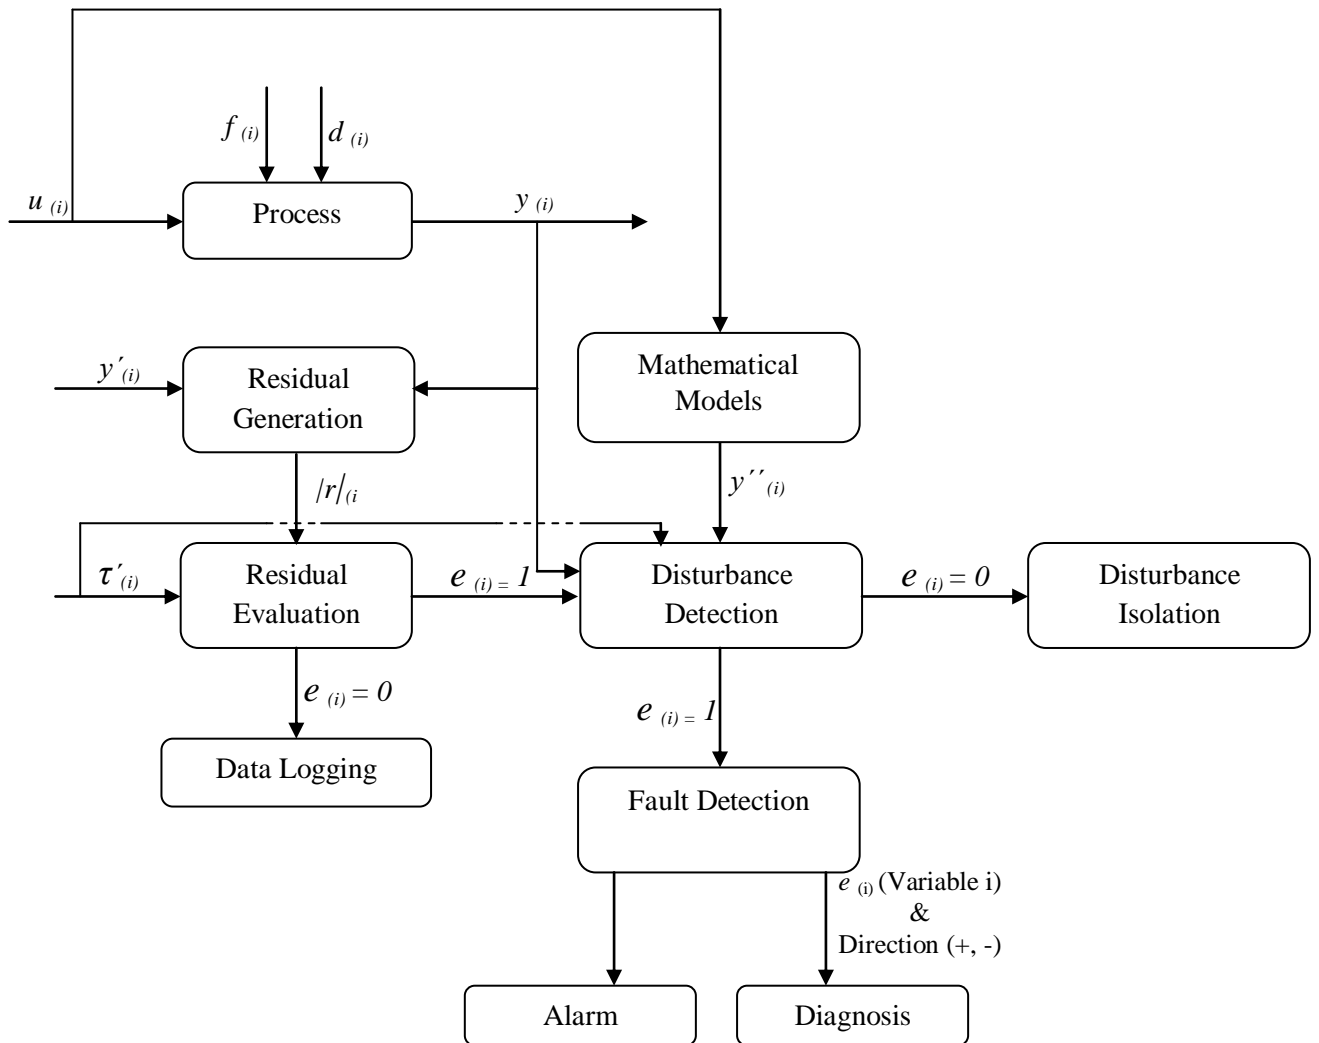 f (i)
d (i)
u (i)
Process
y (i)
y´(i)
Residual
Generation
Mathematical
Models
|r|(i
y´´(i)
τ´(i)
Residual
Evaluation
e (i) = 1
Disturbance
Detection
e (i) = 0
Disturbance
Isolation
e (i) = 0
e (i) = 1
Data Logging
Fault Detection
e (i) (Variable i)
&
Direction (+, -)
Alarm
Diagnosis